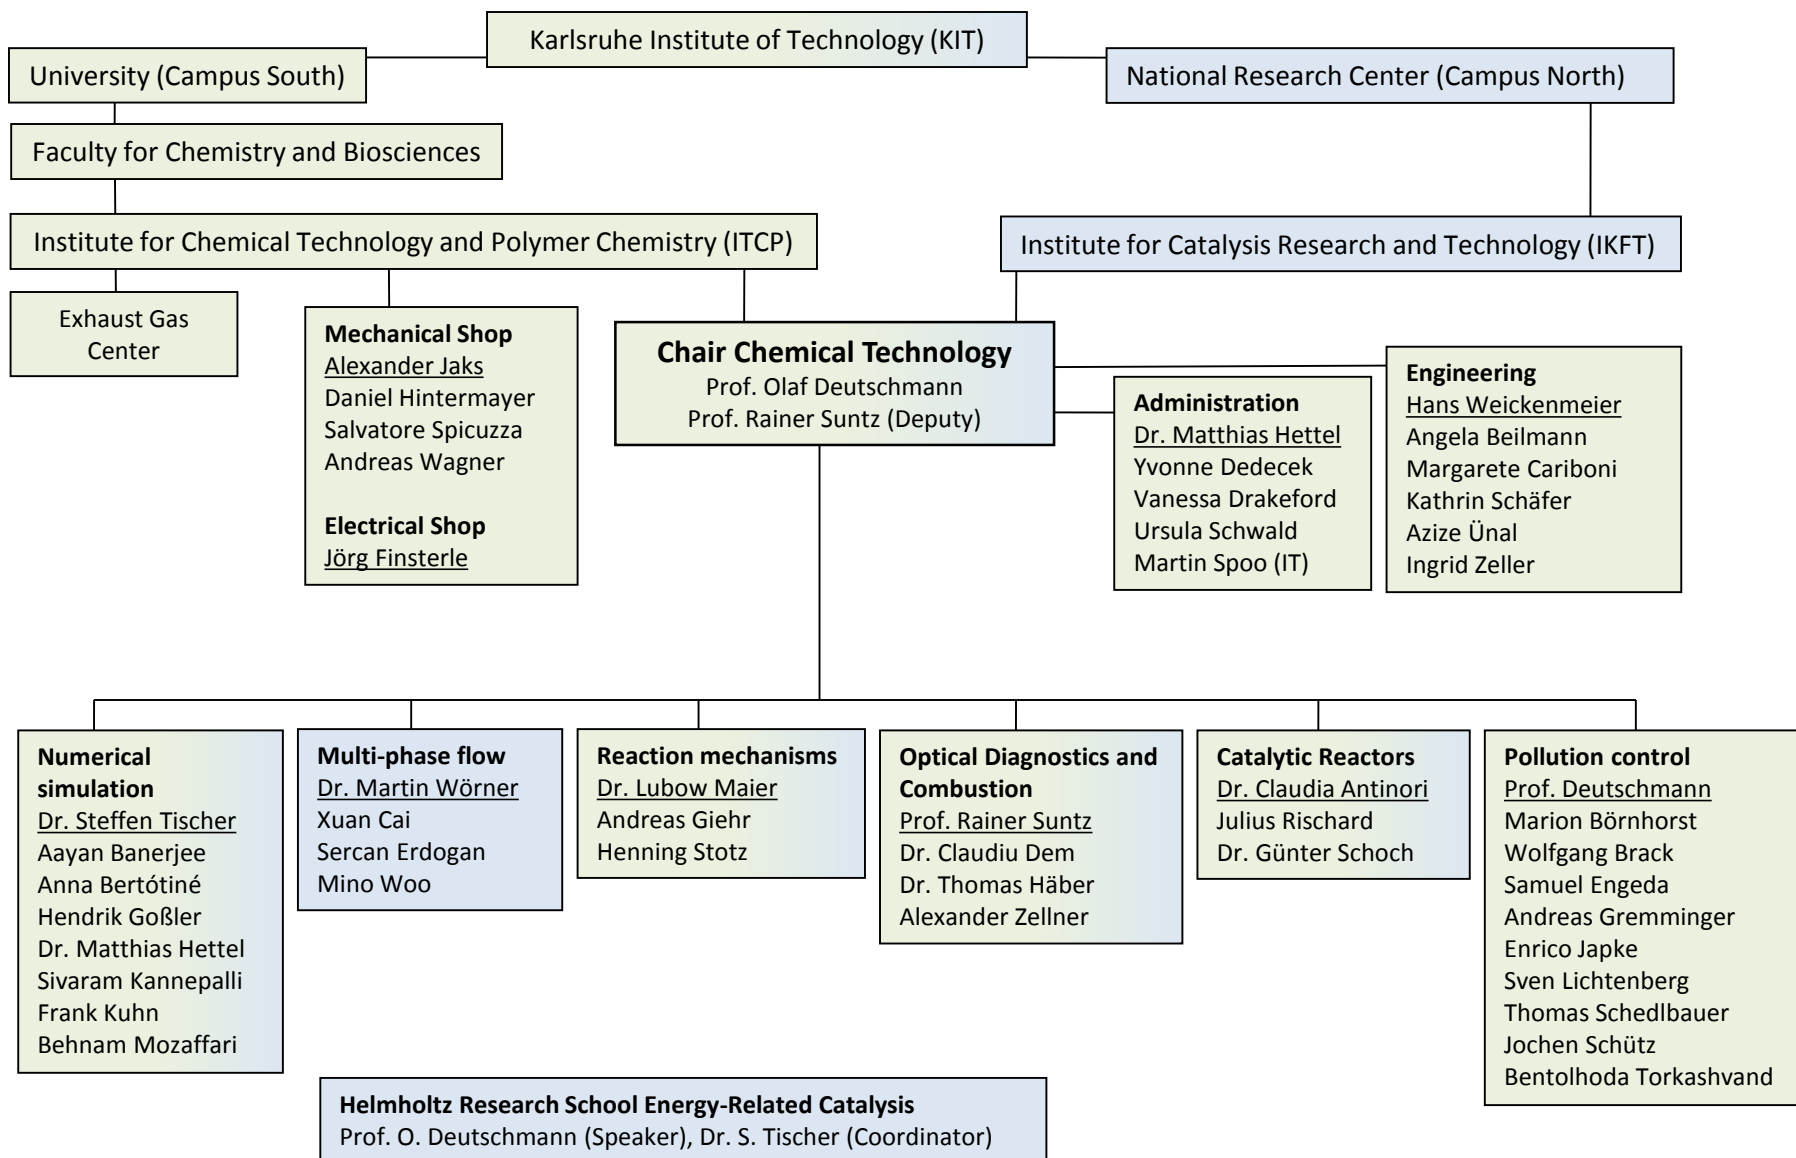 Karlsruhe Institute of Technology (KIT)
University (Campus South)
National Research Center (Campus North)
Faculty for Chemistry and Biosciences
Institute for Chemical Technology and Polymer Chemistry (ITCP)
Institute for Catalysis Research and Technology (IKFT)
Exhaust Gas
Center
Mechanical Shop
Alexander Jaks
Daniel Hintermayer
Salvatore Spicuzza
Andreas Wagner
Electrical Shop
Jörg Finsterle
Chair Chemical Technology
Prof. Olaf Deutschmann
Prof. Rainer Suntz (Deputy)
Administration
Dr. Matthias Hettel
Yvonne Dedecek
Vanessa Drakeford
Ursula Schwald
Martin Spoo (IT)
Engineering
Hans Weickenmeier
Angela Beilmann
Margarete Cariboni
Kathrin Schäfer
Azize Ünal
Ingrid Zeller
Numerical
simulation
Dr. Steffen Tischer
Aayan Banerjee
Anna Bertótiné
Hendrik Goßler
Dr. Matthias Hettel
Sivaram Kannepalli
Frank Kuhn
Behnam Mozaffari
Multi-phase flow
Dr. Martin Wörner
Xuan Cai
Sercan Erdogan
Mino Woo
Reaction mechanisms
Dr. Lubow Maier
Andreas Giehr
Henning Stotz
Optical Diagnostics and
Combustion
Prof. Rainer Suntz
Dr. Claudiu Dem
Dr. Thomas Häber
Alexander Zellner
Catalytic Reactors
Dr. Claudia Antinori
Julius Rischard
Dr. Günter Schoch
Pollution control
Prof. Deutschmann
Marion Börnhorst
Wolfgang Brack
Samuel Engeda
Andreas Gremminger
Enrico Japke
Sven Lichtenberg
Thomas Schedlbauer
Jochen Schütz
Bentolhoda Torkashvand
Helmholtz Research School Energy-Related Catalysis
Prof. O. Deutschmann (Speaker), Dr. S. Tischer (Coordinator)